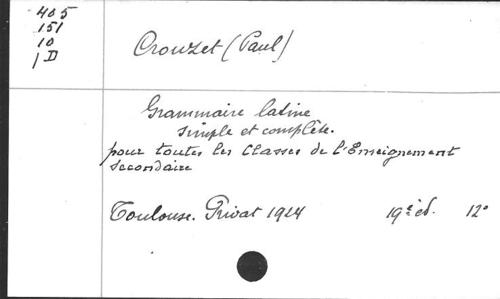 405
151
10
1 D
Crouzet (Paul)
Grammaire latine
simple et complète.
pour toutes les classes de l'Enseignement
secondaire
Toulouse. Privat 1924 19e éd. 12°